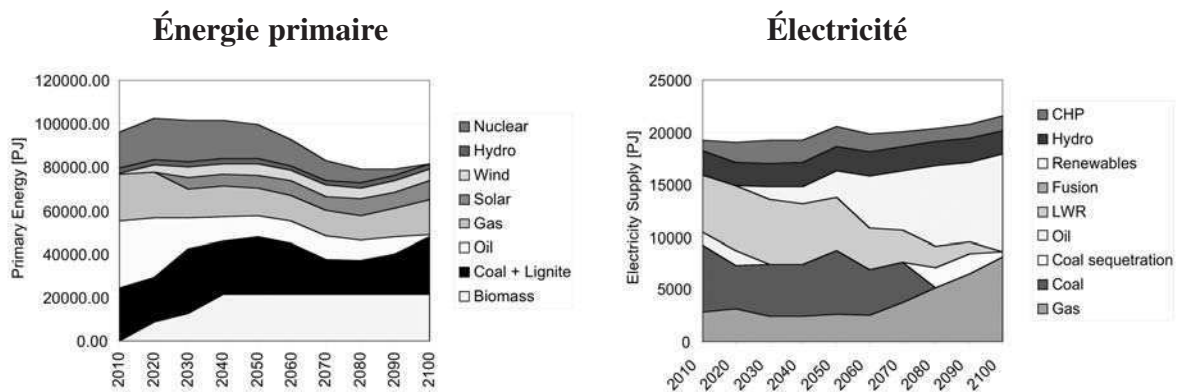 Énergie primaire
120000.00
100000.00
80000.00
60000.00
40000.00
20000.00
0.00
Primary Energy [PJ]
2010
2020
2030
2040
2050
2060
2070
2080
2090
2100
Nuclear
Hydro
Wind
Solar
Gas
Oil
Coal + Lignite
Biomass
Électricité
25000
20000
15000
10000
5000
0
Electricity Supply [PJ]
2010
2020
2030
2040
2050
2060
2070
2080
2090
2100
CHP
Hydro
Renewables
Fusion
LWR
Oil
Coal sequetration
Coal
Gas